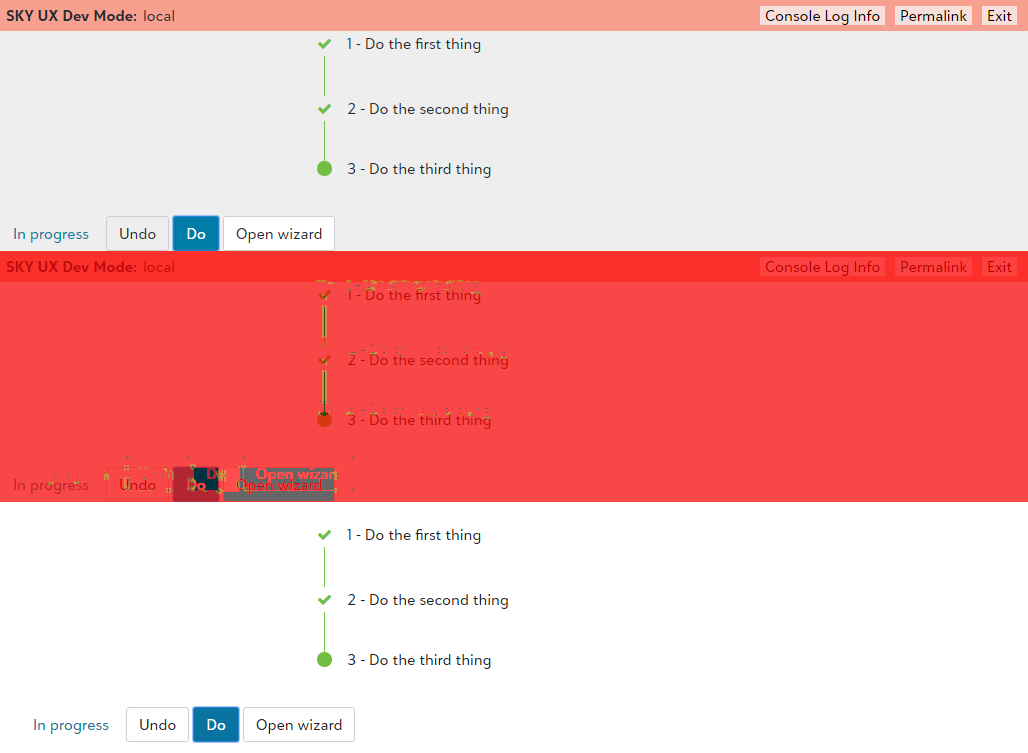 SKY UX Dev Mode: local Console Log Info Permalink Exit
1 - Do the first thing
2 - Do the second thing
3 - Do the third thing
In progress Undo Do Open wizard
SKY UX Dev Mode: local Console Log Info Permalink Exit
1 - Do the first thing
2 - Do the second thing
3 - Do the third thing
Open wizar
In progress Undo Do Open wizard
1 - Do the first thing
2 - Do the second thing
3 - Do the third thing
In progress Undo Do Open wizard